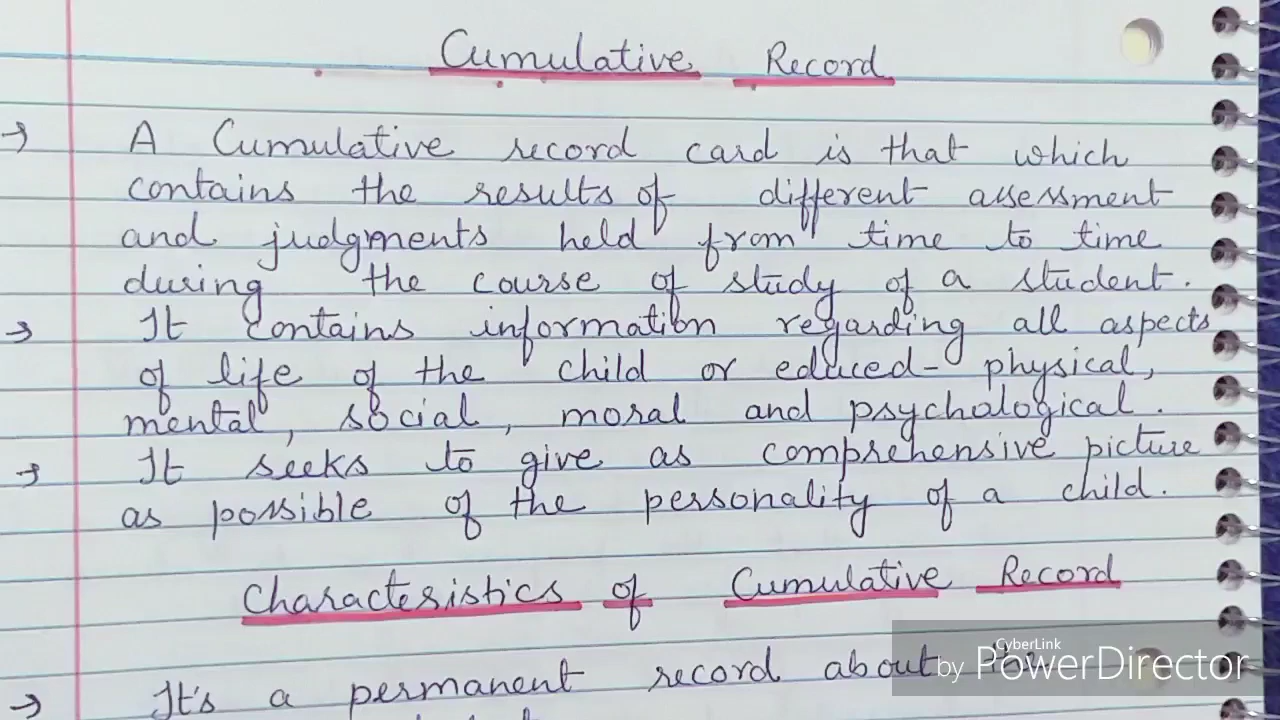 Cumulative Record
→ A Cumulative record card is that which
contains the results of different assessment
and judgments held from time to time
during the course of study of a student.
→ It contains information regarding all aspects
of life of the child or educed- physical,
mental, social, moral and psychological.
→ It seeks to give as comprehensive picture
as possible of the personality of a child.
Characteristics of Cumulative Record
→ It's a permanent record about
CyberLink
by PowerDirector